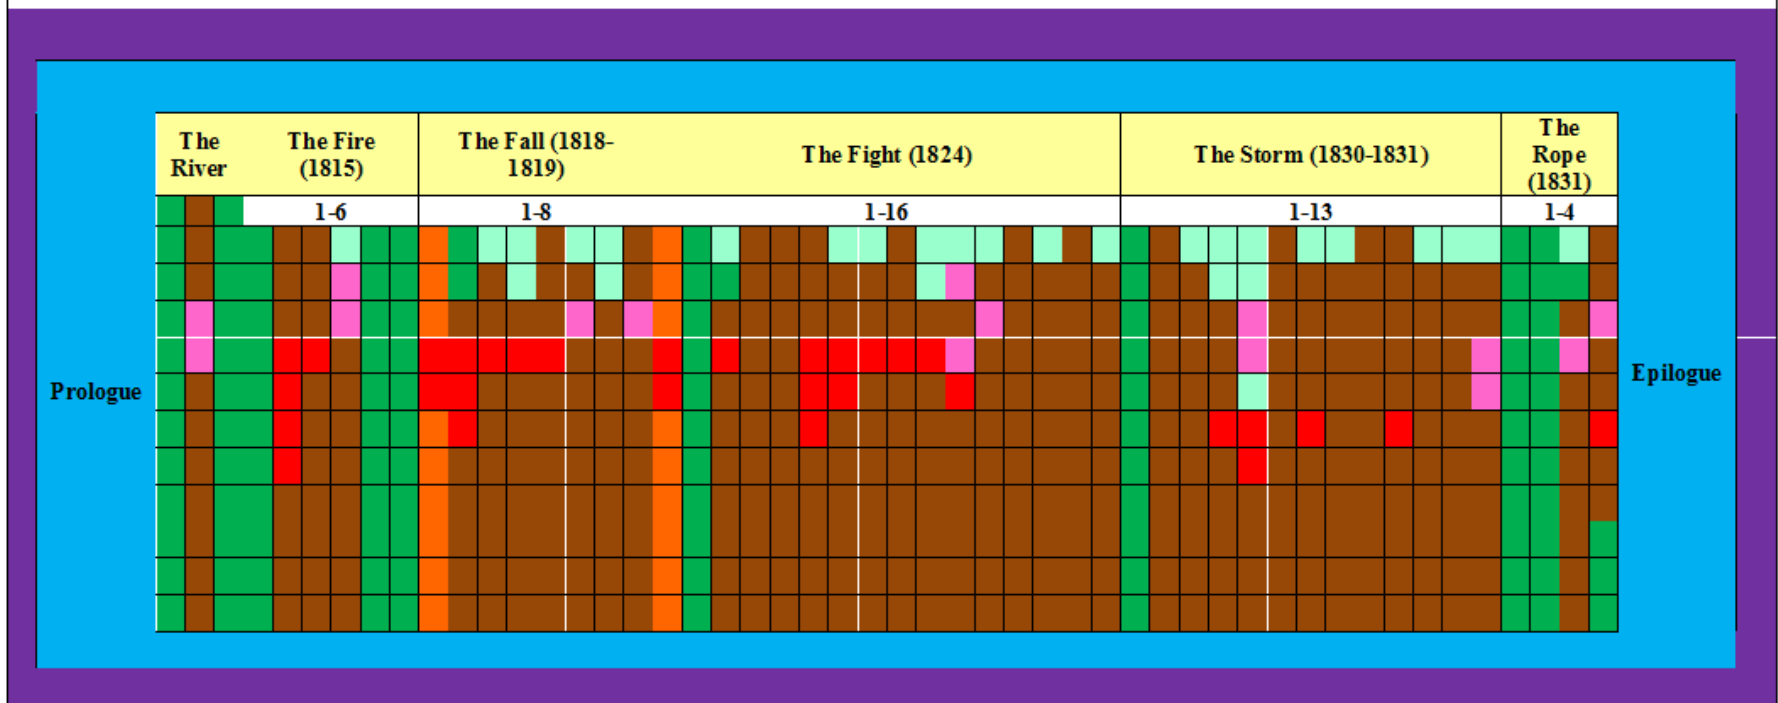 The
River
The Fire
(1815)
The Fall (1818-
1819)
The Fight (1824)
The Storm (1830-1831)
The
Rope
(1831)
1-6
1-8
1-16
1-13
1-4
Prologue
Epilogue